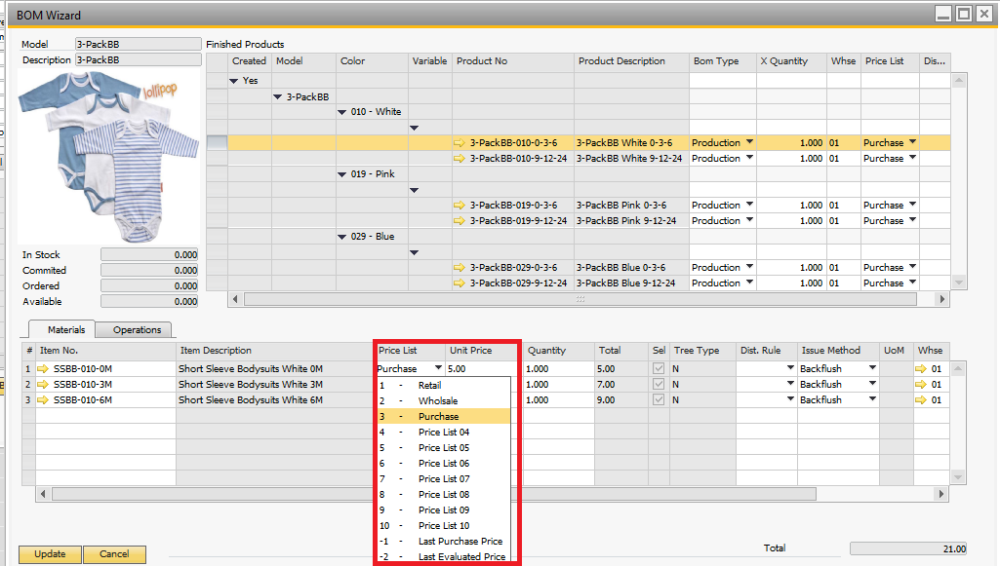 BOM Wizard
Model 3-PackBB Finished Products
Description 3-PackBB
Created Model Color Variable Product No Product Description Bom Type X Quantity Whse Price List Dis...
Yes
3-PackBB
lollipop
010 - White
3-PackBB-010-0-3-6 3-PackBB White 0-3-6 Production 1.000 01 Purchase
3-PackBB-010-9-12-24 3-PackBB White 9-12-24 Production 1.000 01 Purchase
019 - Pink
3-PackBB-019-0-3-6 3-PackBB Pink 0-3-6 Production 1.000 01 Purchase
3-PackBB-019-9-12-24 3-PackBB Pink 9-12-24 Production 1.000 01 Purchase
029 - Blue
In Stock 0.000
Commited 0.000 3-PackBB-029-0-3-6 3-PackBB Blue 0-3-6 Production 1.000 01 Purchase
Ordered 0.000 3-PackBB-029-9-12-24 3-PackBB Blue 9-12-24 Production 1.000 01 Purchase
Available 0.000
Materials Operations
# Item No. Item Description Price List Unit Price Quantity Total Sel Tree Type Dist. Rule Issue Method UoM Whse
1 SSBB-010-0M Short Sleeve Bodysuits White 0M Purchase 5.00 1.000 5.00 N Backflush 01
2 SSBB-010-3M Short Sleeve Bodysuits White 3M 1.000 7.00 N Backflush 01
3 SSBB-010-6M Short Sleeve Bodysuits White 6M 1.000 9.00 N Backflush 01
1 - Retail
2 - Wholsale
3 - Purchase
4 - Price List 04
5 - Price List 05
6 - Price List 06
7 - Price List 07
8 - Price List 08
9 - Price List 09
10 - Price List 10
-1 - Last Purchase Price
-2 - Last Evaluated Price
Update Cancel Total 21.00